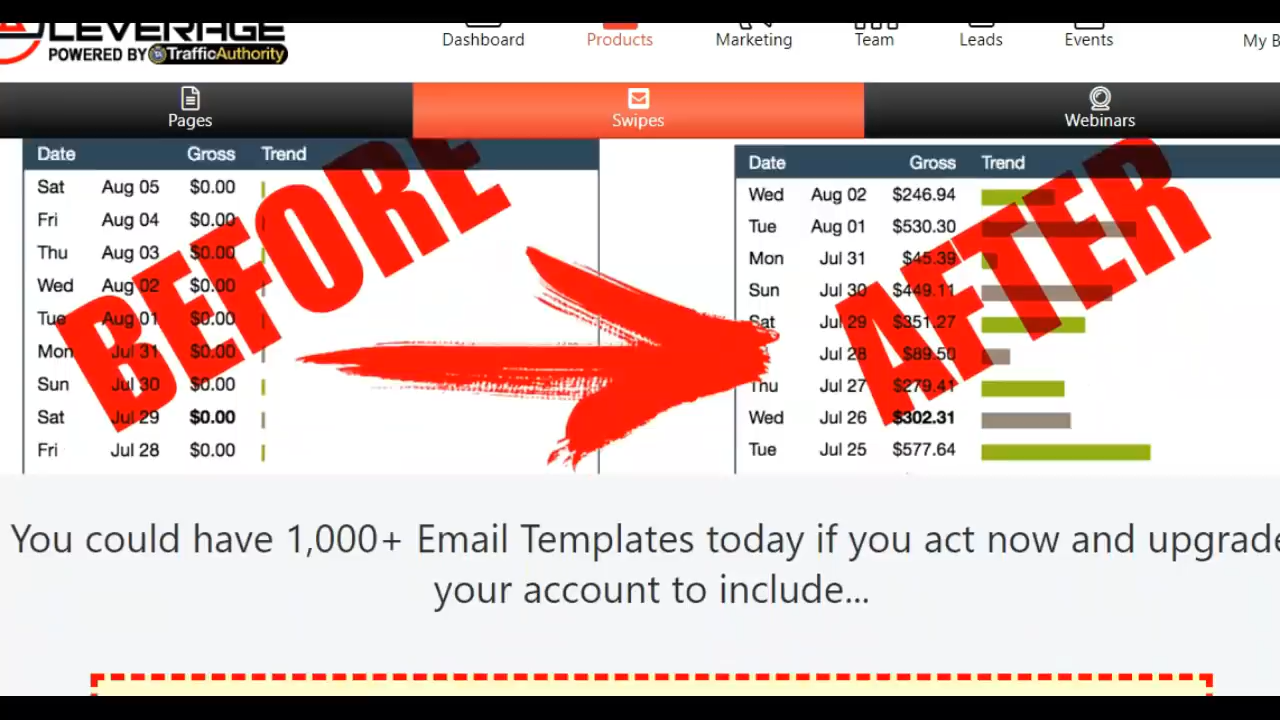 LEVERAGE
POWERED BY TrafficAuthority
Dashboard Products Marketing Team Leads Events My B
Pages Swipes Webinars
Date Gross Trend
Sat Aug 05 $0.00
Fri Aug 04 $0.00
Thu Aug 03 $0.00
Wed Aug 02 $0.00
Tue Aug 01 $0.00
Mon Jul 31 $0.00
Sun Jul 30 $0.00
Sat Jul 29 $0.00
Fri Jul 28 $0.00
BEFORE
Date Gross Trend
Wed Aug 02 $246.94
Tue Aug 01 $530.30
Mon Jul 31 $45.39
Sun Jul 30 $449.11
Sat Jul 29 $351.27
Jul 28 $89.50
Thu Jul 27 $279.41
Wed Jul 26 $302.31
Tue Jul 25 $577.64
AFTER
You could have 1,000+ Email Templates today if you act now and upgrade
your account to include...